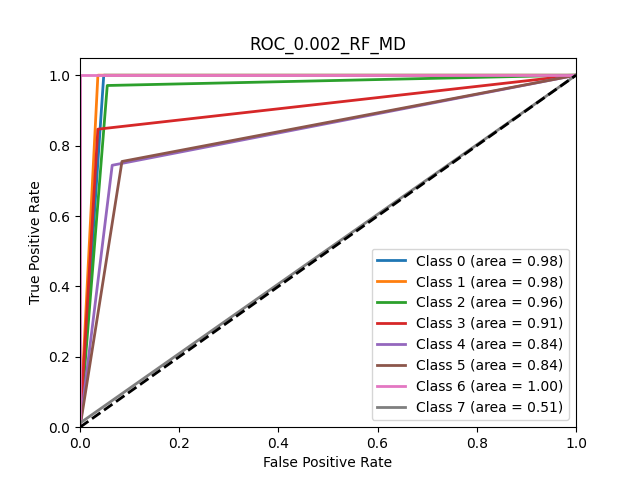 ROC_0.002_RF_MD
True Positive Rate
1.0
0.8
0.6
0.4
0.2
0.0
Class 0 (area = 0.98)
Class 1 (area = 0.98)
Class 2 (area = 0.96)
Class 3 (area = 0.91)
Class 4 (area = 0.84)
Class 5 (area = 0.84)
Class 6 (area = 1.00)
Class 7 (area = 0.51)
0.0 0.2 0.4 0.6 0.8 1.0
False Positive Rate